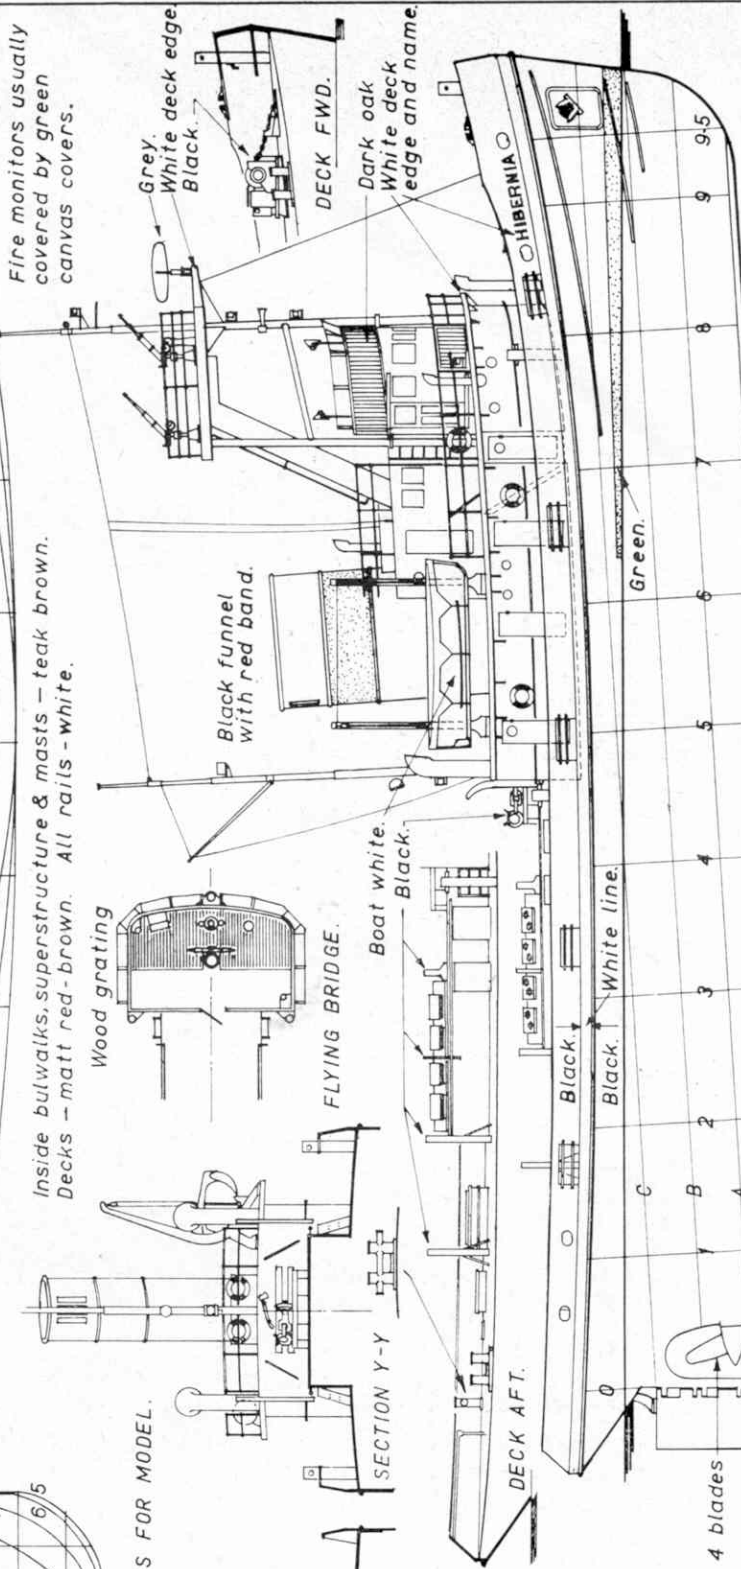 Fire monitors usually
covered by green
canvas covers.
Grey.
White deck edge.
Black.
DECK FWD.
Dark oak
White deck
edge and name.
HIBERNIA
Inside bulwalks, superstructure & masts — teak brown.
Decks — matt red-brown. All rails - white.
Wood grating
FLYING BRIDGE.
Black funnel
with red band.
Boat white.
Black.
Green.
White line.
Black.
Black.
S FOR MODEL.
SECTION Y-Y
DECK AFT.
4 blades
6.5
0
1
2
3
4
5
6
7
8
9
9·5
C
B
A